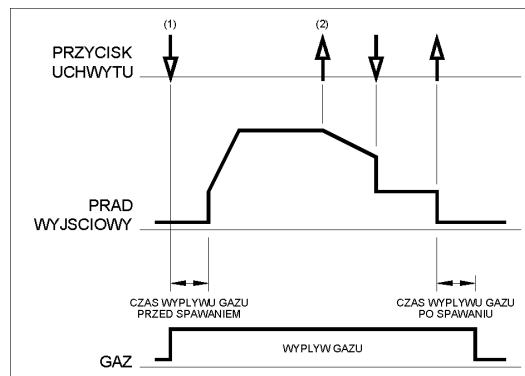 (1)
(2)
PRZYCISK
UCHWYTU
PRAD
WYJSCIOWY
CZAS WYPLYWU GAZU
PRZED SPAWANIEM
CZAS WYPLYWU GAZU
PO SPAWANIU
WYPLYW GAZU
GAZ